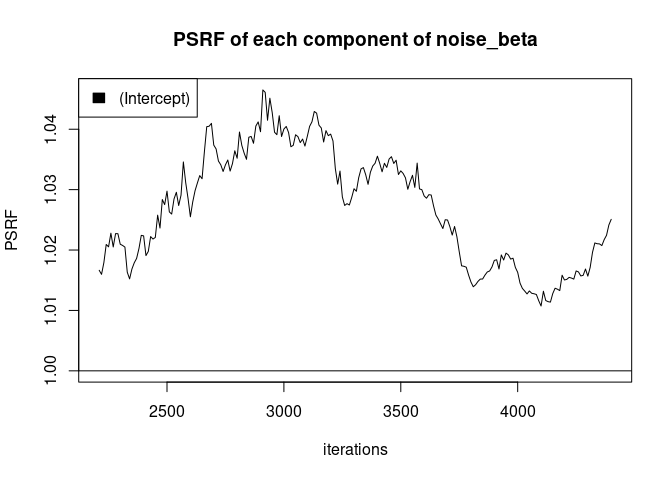 PSRF of each component of noise_beta
(Intercept)
PSRF
1.04
1.03
1.02
1.01
1.00
2500 3000 3500 4000
iterations